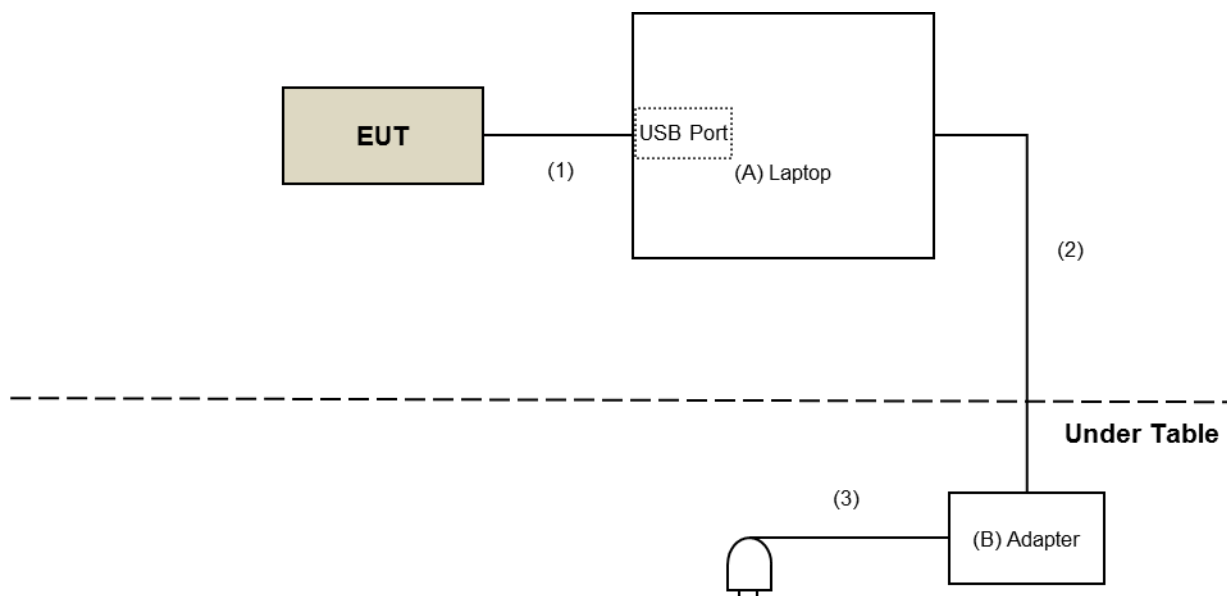 EUT
USB Port
(1)
(A) Laptop
(2)
Under Table
(3)
(B) Adapter